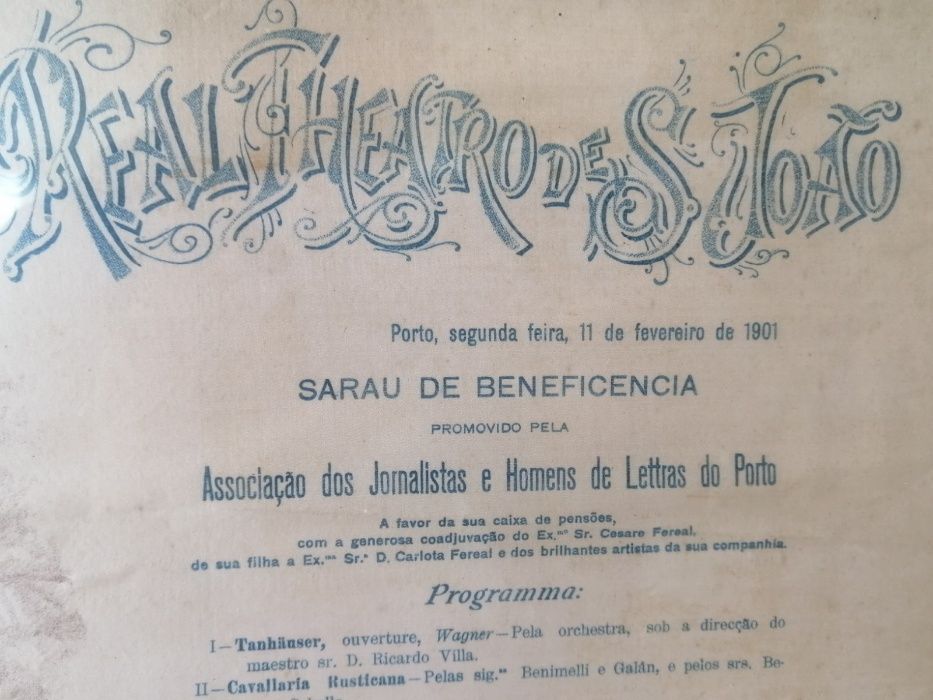 REAL THEATRO DE S. JOÃO
Porto, segunda feira, 11 de fevereiro de 1901
SARAU DE BENEFICENCIA
PROMOVIDO PELA
Associação dos Jornalistas e Homens de Lettras do Porto
A favor da sua caixa de pensões,
com a generosa coadjuvação do Ex.mo Sr. Cesare Fereal,
de sua filha a Ex.ma Sr.a D. Carlota Fereal e dos brilhantes artistas da sua companhia.
Programma:
I—Tanhäuser, ouverture, Wagner—Pela orchestra, sob a direcção do
maestro sr. D. Ricardo Villa.
II—Cavallaria Rusticana—Pelas sig.as Benimelli e Galán, e pelos srs. Be-